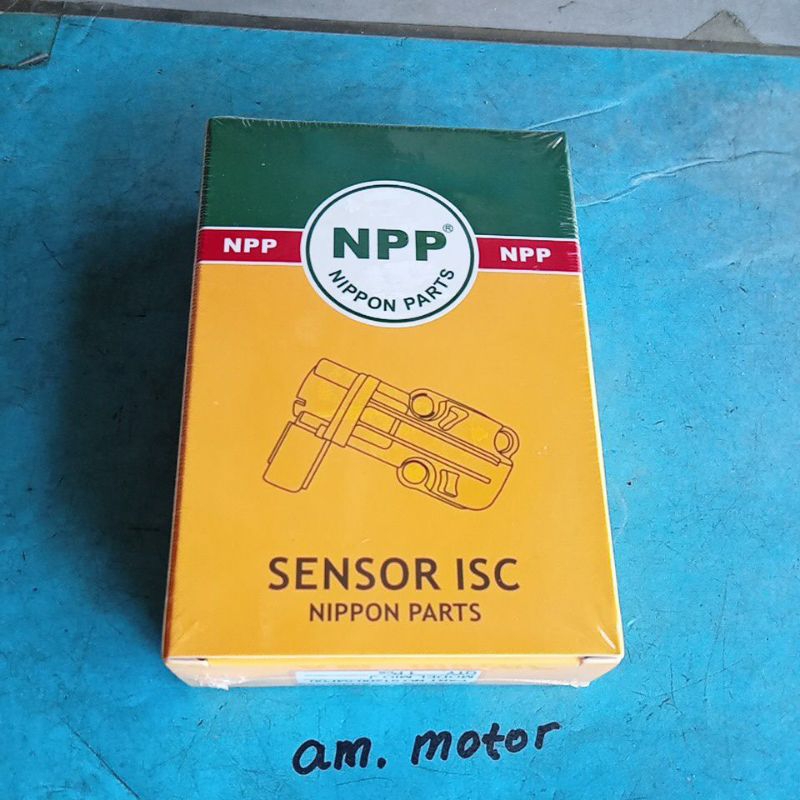 NPP
NPP®
NIPPON PARTS
NPP
SENSOR ISC
NIPPON PARTS
am. motor